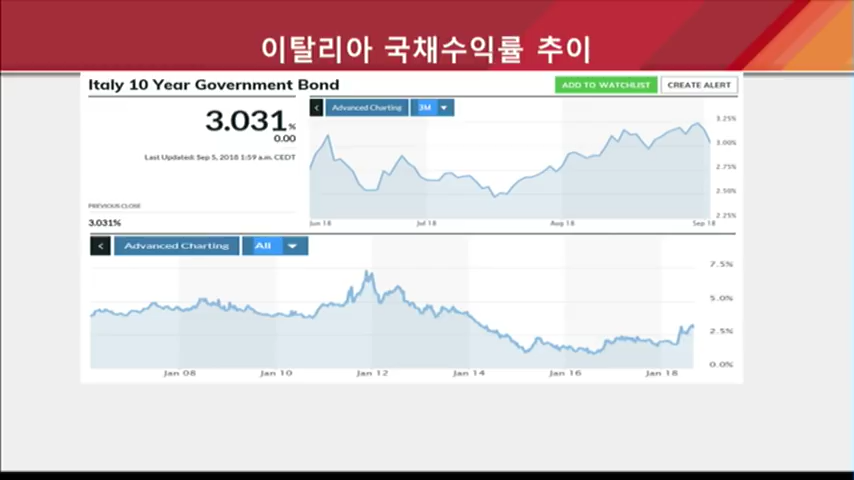 이탈리아 국채수익률 추이
Italy 10 Year Government Bond
ADD TO WATCHLIST
CREATE ALERT
3.031%
0.00
Last Updated: Sep 5, 2018 1:59 a.m. CEDT
PREVIOUS CLOSE
3.031%
< Advanced Charting 3M
3.25%
3.00%
2.75%
2.50%
2.25%
Jun 18 Jul 18 Aug 18 Sep 18
< Advanced Charting All
7.5%
5.0%
2.5%
0.0%
Jan 08 Jan 10 Jan 12 Jan 14 Jan 16 Jan 18